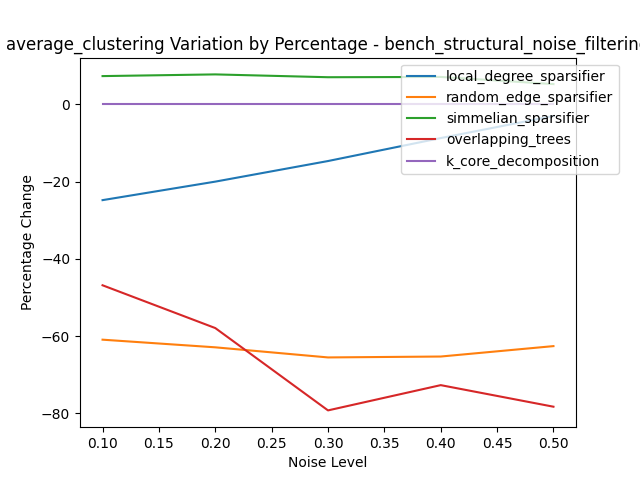 average_clustering Variation by Percentage - bench_structural_noise_filtering
local_degree_sparsifier
random_edge_sparsifier
simmelian_sparsifier
overlapping_trees
k_core_decomposition
Percentage Change
0
−20
−40
−60
−80
0.10 0.15 0.20 0.25 0.30 0.35 0.40 0.45 0.50
Noise Level